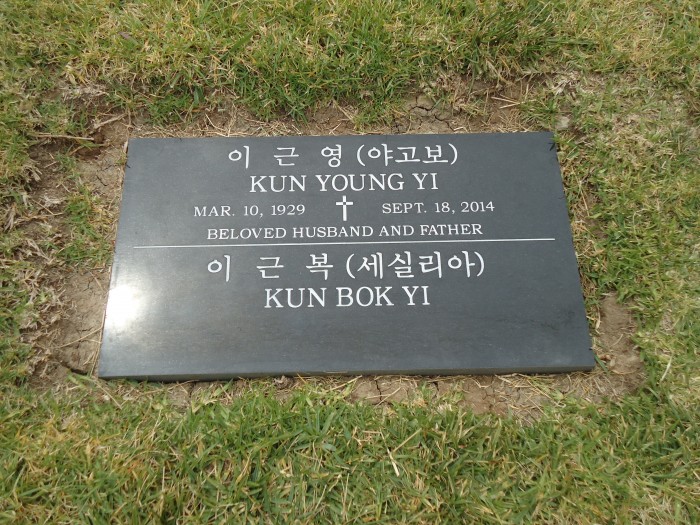 이 근 영 (야고보)
KUN YOUNG YI
MAR. 10, 1929 SEPT. 18, 2014
BELOVED HUSBAND AND FATHER
이 근 복 (세실리아)
KUN BOK YI